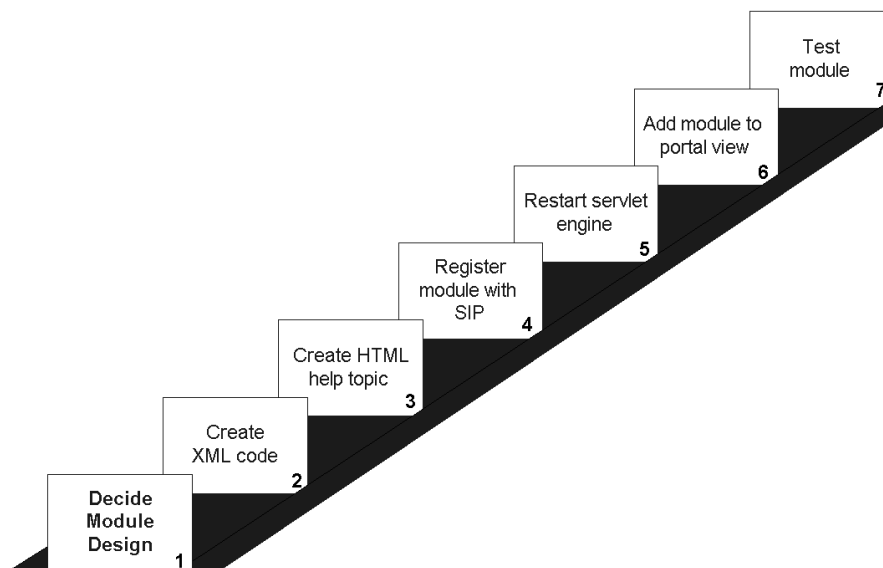 Test
module
7
Add module to
portal view
6
Restart servlet
engine
5
Register
module with
SIP
4
Create HTML
help topic
3
Create
XML code
2
Decide
Module
Design
1